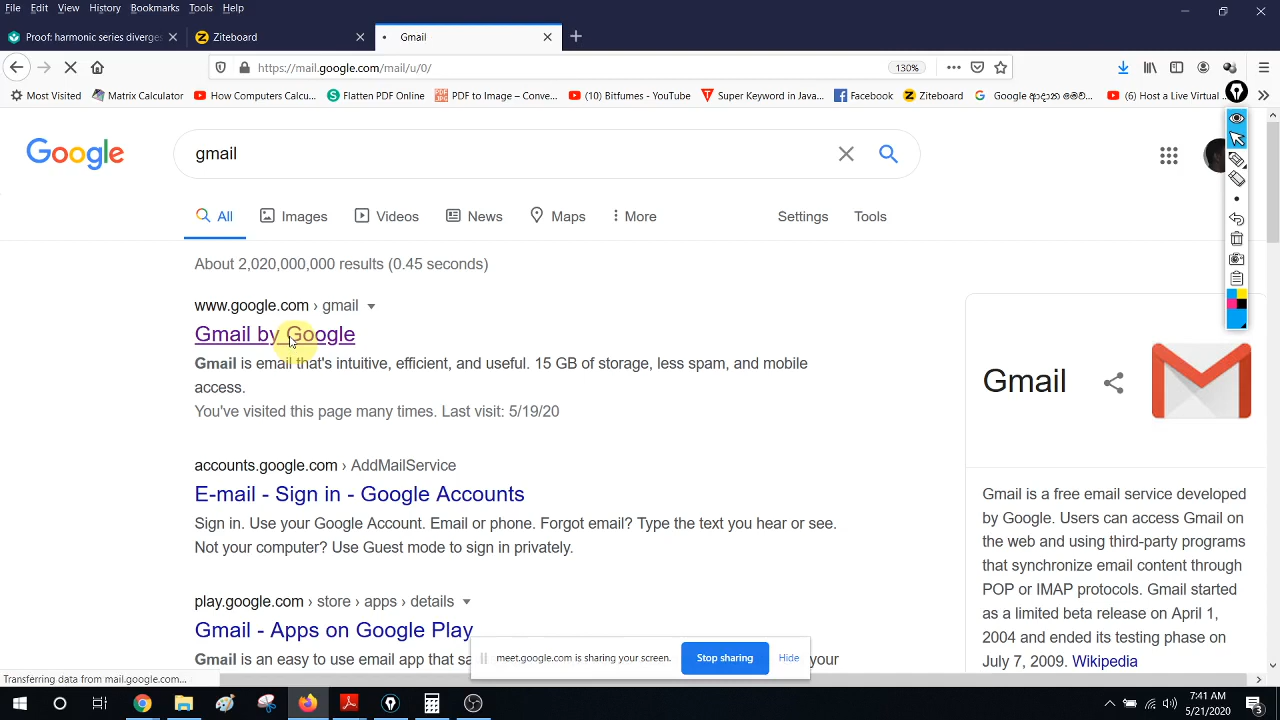 File Edit View History Bookmarks Tools Help
Proof: harmonic series diverges
Ziteboard
Gmail
https://mail.google.com/mail/u/0/
130%
Most Visited
Matrix Calculator
How Computers Calcu...
Flatten PDF Online
PDF to Image – Conve...
(10) Bitfumes - YouTube
Super Keyword in Jav...
Facebook
Ziteboard
Google ආදාන මෙව...
(6) Host a Live Virtual ...
Google
gmail
All
Images
Videos
News
Maps
More
Settings
Tools
About 2,020,000,000 results (0.45 seconds)
www.google.com › gmail
Gmail by Google
Gmail is email that's intuitive, efficient, and useful. 15 GB of storage, less spam, and mobile
access.
You've visited this page many times. Last visit: 5/19/20
accounts.google.com › AddMailService
E-mail - Sign in - Google Accounts
Sign in. Use your Google Account. Email or phone. Forgot email? Type the text you hear or see.
Not your computer? Use Guest mode to sign in privately.
play.google.com › store › apps › details
Gmail - Apps on Google Play
Gmail is an easy to use email app that
your
Gmail
Gmail is a free email service developed
by Google. Users can access Gmail on
the web and using third-party programs
that synchronize email content through
POP or IMAP protocols. Gmail started
as a limited beta release on April 1,
2004 and ended its testing phase on
July 7, 2009. Wikipedia
meet.google.com is sharing your screen.
Stop sharing
Hide
Transferring data from mail.google.com...
7:41 AM
5/21/2020
3